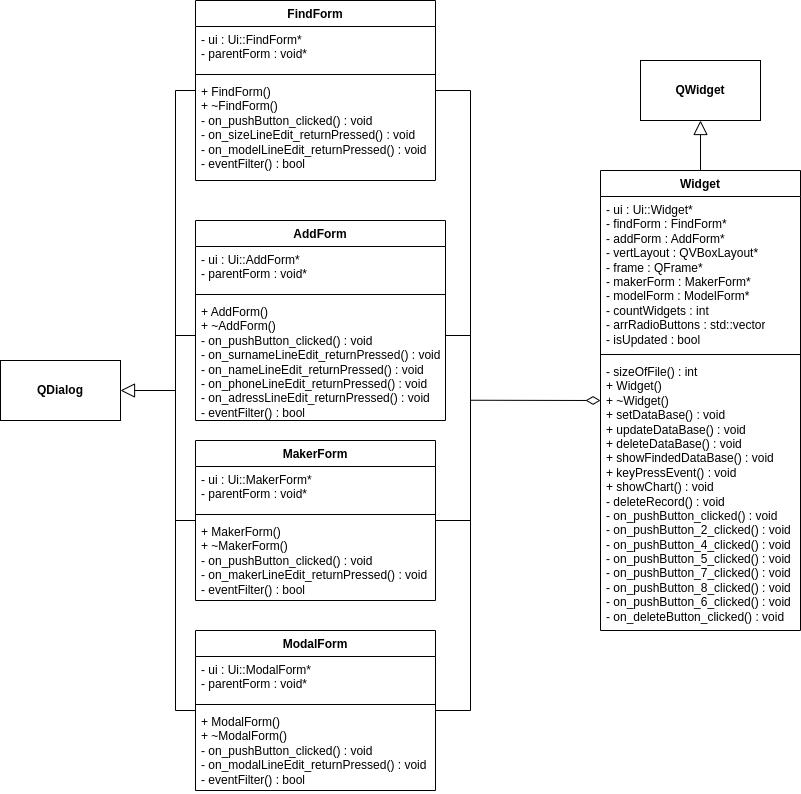 FindForm
- ui : Ui::FindForm*
- parentForm : void*
+ FindForm()
+ ~FindForm()
- on_pushButton_clicked() : void
- on_sizeLineEdit_returnPressed() : void
- on_modelLineEdit_returnPressed() : void
- eventFilter() : bool
AddForm
- ui : Ui::AddForm*
- parentForm : void*
+ AddForm()
+ ~AddForm()
- on_pushButton_clicked() : void
- on_surnameLineEdit_returnPressed() : void
- on_nameLineEdit_returnPressed() : void
- on_phoneLineEdit_returnPressed() : void
- on_adressLineEdit_returnPressed() : void
- eventFilter() : bool
QDialog
MakerForm
- ui : Ui::MakerForm*
- parentForm : void*
+ MakerForm()
+ ~MakerForm()
- on_pushButton_clicked() : void
- on_makerLineEdit_returnPressed() : void
- eventFilter() : bool
ModalForm
- ui : Ui::ModalForm*
- parentForm : void*
+ ModalForm()
+ ~ModalForm()
- on_pushButton_clicked() : void
- on_modalLineEdit_returnPressed() : void
- eventFilter() : bool
QWidget
Widget
- ui : Ui::Widget*
- findForm : FindForm*
- addForm : AddForm*
- vertLayout : QVBoxLayout*
- frame : QFrame*
- makerForm : MakerForm*
- modelForm : ModelForm*
- countWidgets : int
- arrRadioButtons : std::vector
- isUpdated : bool
- sizeOfFile() : int
+ Widget()
+ ~Widget()
+ setDataBase() : void
+ updateDataBase() : void
+ deleteDataBase() : void
+ showFindedDataBase() : void
+ keyPressEvent() : void
+ showChart() : void
- deleteRecord() : void
- on_pushButton_clicked() : void
- on_pushButton_2_clicked() : void
- on_pushButton_4_clicked() : void
- on_pushButton_5_clicked() : void
- on_pushButton_7_clicked() : void
- on_pushButton_8_clicked() : void
- on_pushButton_6_clicked() : void
- on_deleteButton_clicked() : void